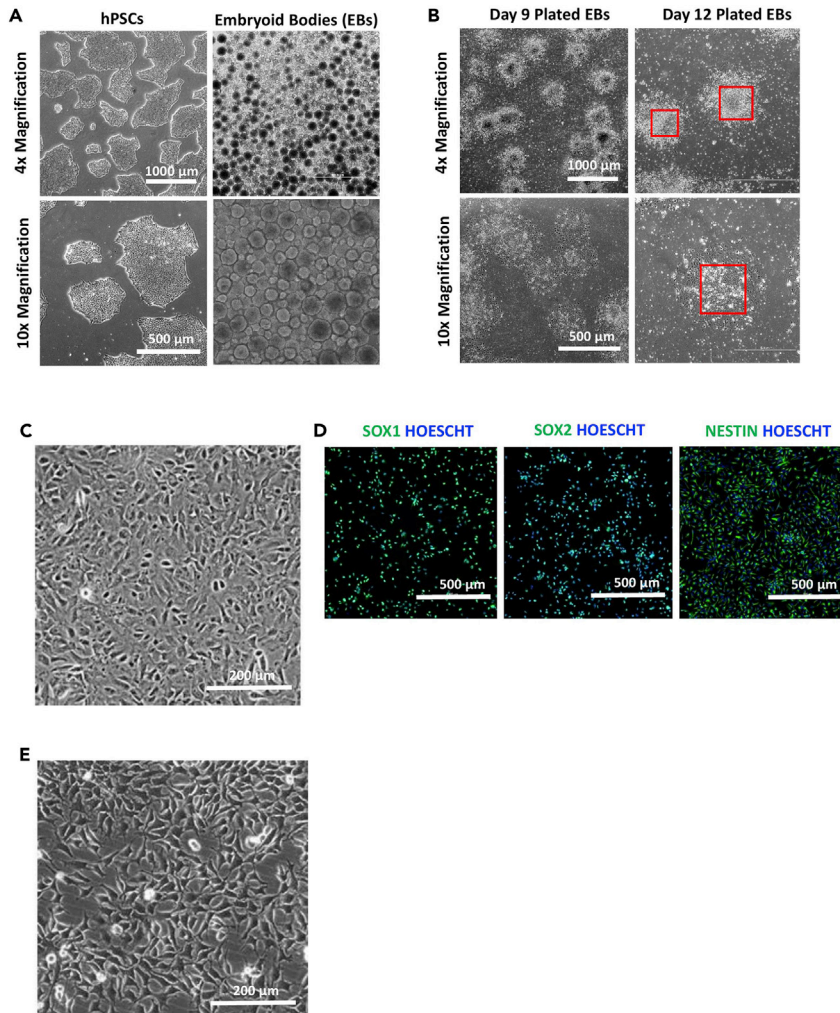 A
hPSCs
Embryoid Bodies (EBs)
4x Magnification
1000 µm
10x Magnification
500 µm
B
Day 9 Plated EBs
Day 12 Plated EBs
4x Magnification
1000 µm
10x Magnification
500 µm
C
200 µm
D
SOX1 HOESCHT
SOX2 HOESCHT
NESTIN HOESCHT
500 µm
500 µm
500 µm
E
200 µm